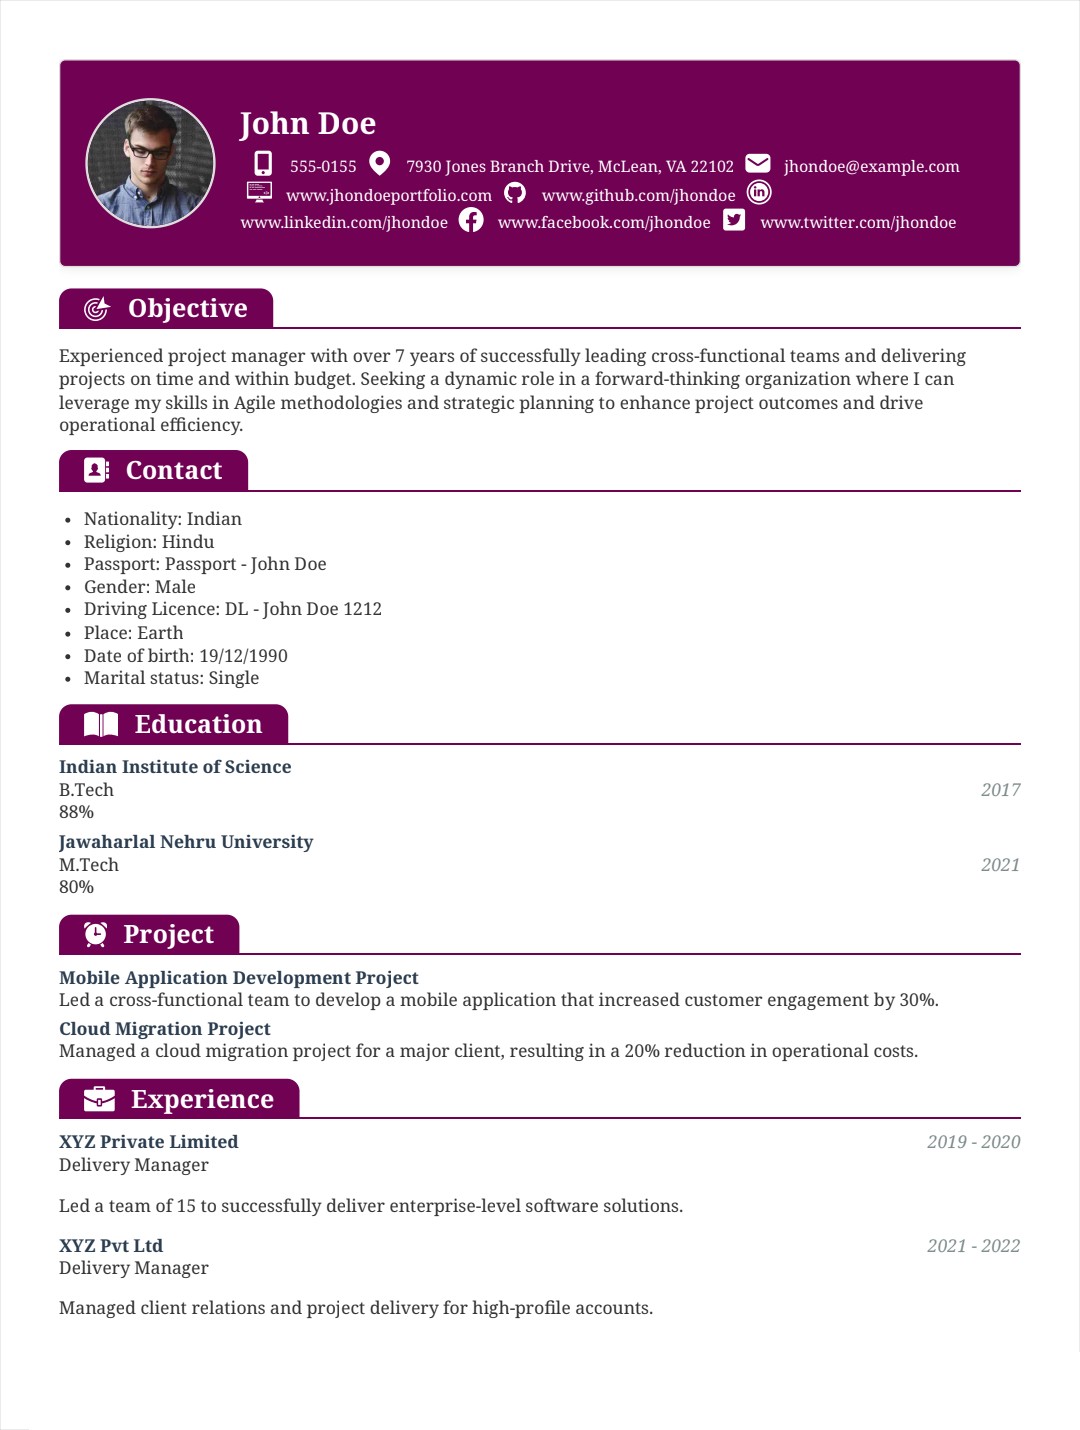 John Doe
555-0155 7930 Jones Branch Drive, McLean, VA 22102 jhondoe@example.com
www.jhondoeportfolio.com www.github.com/jhondoe
www.linkedin.com/jhondoe www.facebook.com/jhondoe www.twitter.com/jhondoe
Objective
Experienced project manager with over 7 years of successfully leading cross-functional teams and delivering
projects on time and within budget. Seeking a dynamic role in a forward-thinking organization where I can
leverage my skills in Agile methodologies and strategic planning to enhance project outcomes and drive
operational efficiency.
Contact
• Nationality: Indian
• Religion: Hindu
• Passport: Passport - John Doe
• Gender: Male
• Driving Licence: DL - John Doe 1212
• Place: Earth
• Date of birth: 19/12/1990
• Marital status: Single
Education
Indian Institute of Science
B.Tech 2017
88%
Jawaharlal Nehru University
M.Tech 2021
80%
Project
Mobile Application Development Project
Led a cross-functional team to develop a mobile application that increased customer engagement by 30%.
Cloud Migration Project
Managed a cloud migration project for a major client, resulting in a 20% reduction in operational costs.
Experience
XYZ Private Limited 2019 - 2020
Delivery Manager
Led a team of 15 to successfully deliver enterprise-level software solutions.
XYZ Pvt Ltd 2021 - 2022
Delivery Manager
Managed client relations and project delivery for high-profile accounts.